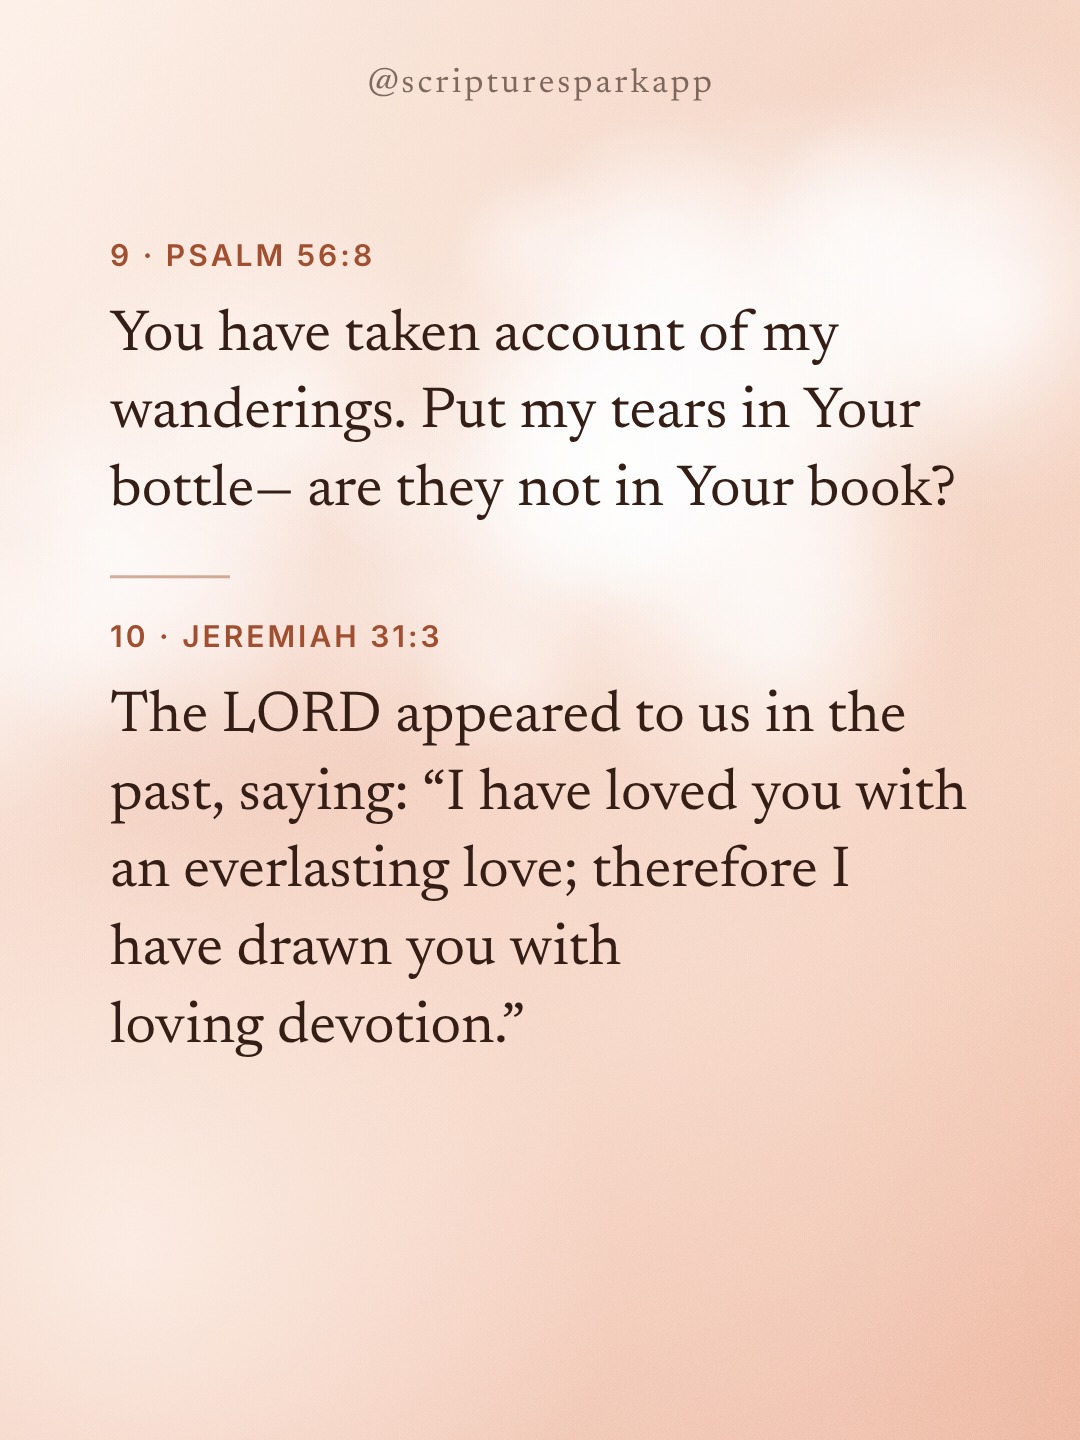 @scripturesparkapp
9 · PSALM 56:8
You have taken account of my
wanderings. Put my tears in Your
bottle— are they not in Your book?
10 · JEREMIAH 31:3
The LORD appeared to us in the
past, saying: “I have loved you with
an everlasting love; therefore I
have drawn you with
loving devotion.”